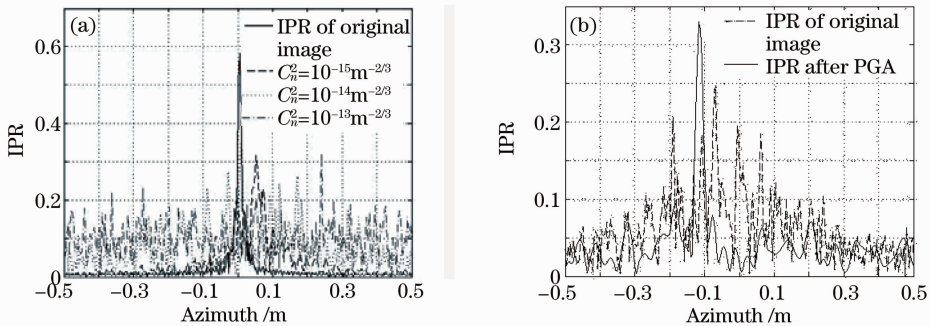 (a)
IPR of original
image
C_n^2=10^{-15}m^{-2/3}
C_n^2=10^{-14}m^{-2/3}
C_n^2=10^{-13}m^{-2/3}
IPR
0.6
0.4
0.2
0
−0.5 −0.3 −0.1 0.1 0.3 0.5
Azimuth /m
(b)
IPR of original
image
IPR after PGA
IPR
0.3
0.2
0.1
0
−0.5 −0.3 −0.1 0.1 0.3 0.5
Azimuth /m